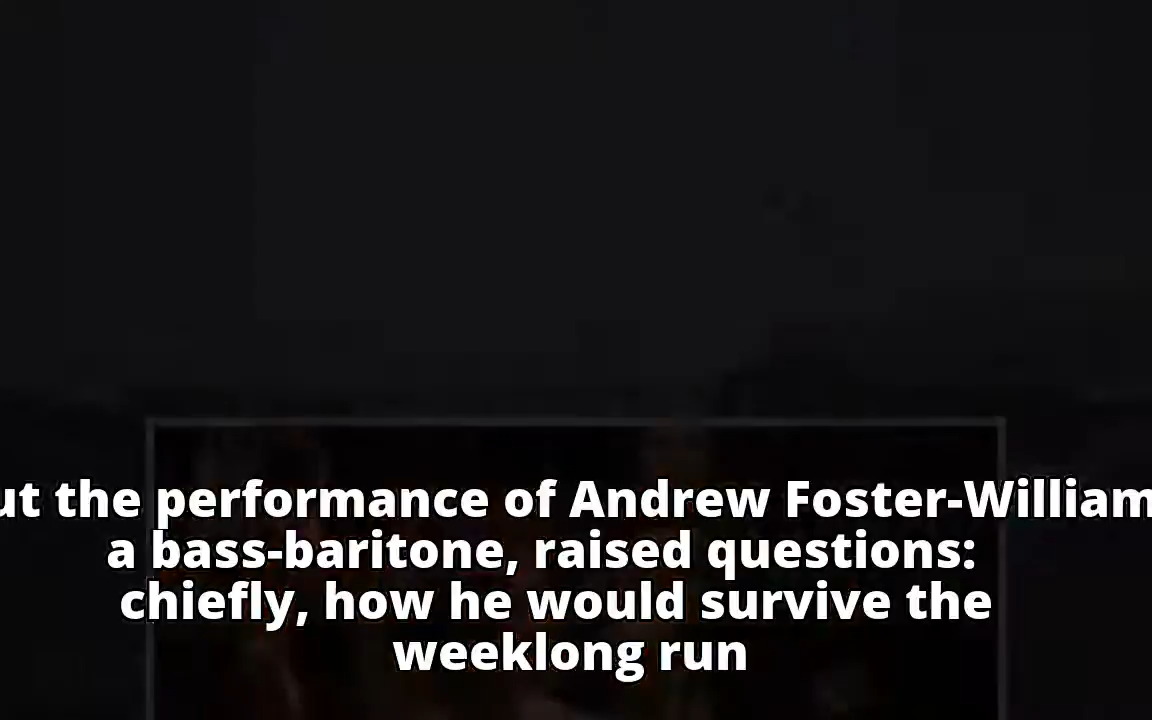 ut the performance of Andrew Foster-William
a bass-baritone, raised questions:
chiefly, how he would survive the
weeklong run